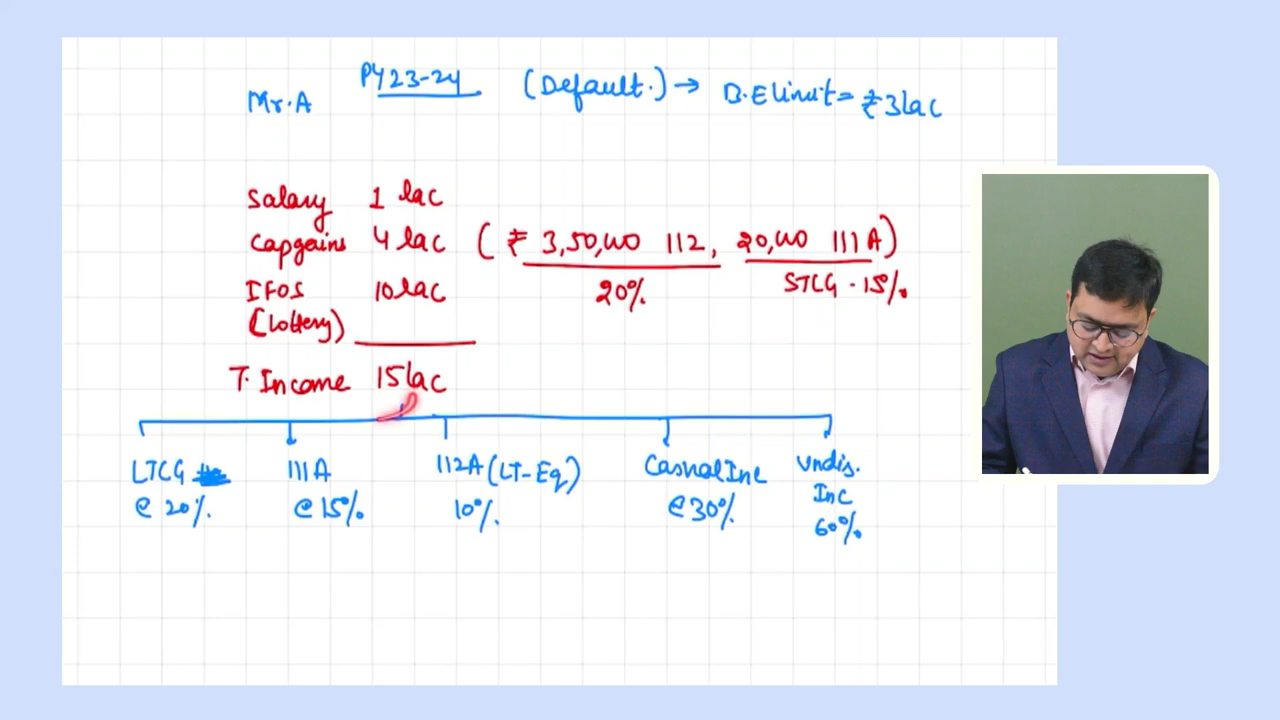 PY 23-24 (Default.) → B.E limit = ₹ 3 lac
Mr. A
Salary 1 lac
Capgains 4 lac ( ₹ 3,50,000 112, 20,000 111A )
20% STCG - 15%
IFOS 10 lac
(Lottery)
T. Income 15 lac
LTCG 111A 112A (LT-Eq) Casual Inc Undis. Inc
@ 20% @ 15% 10% @ 30% 60%